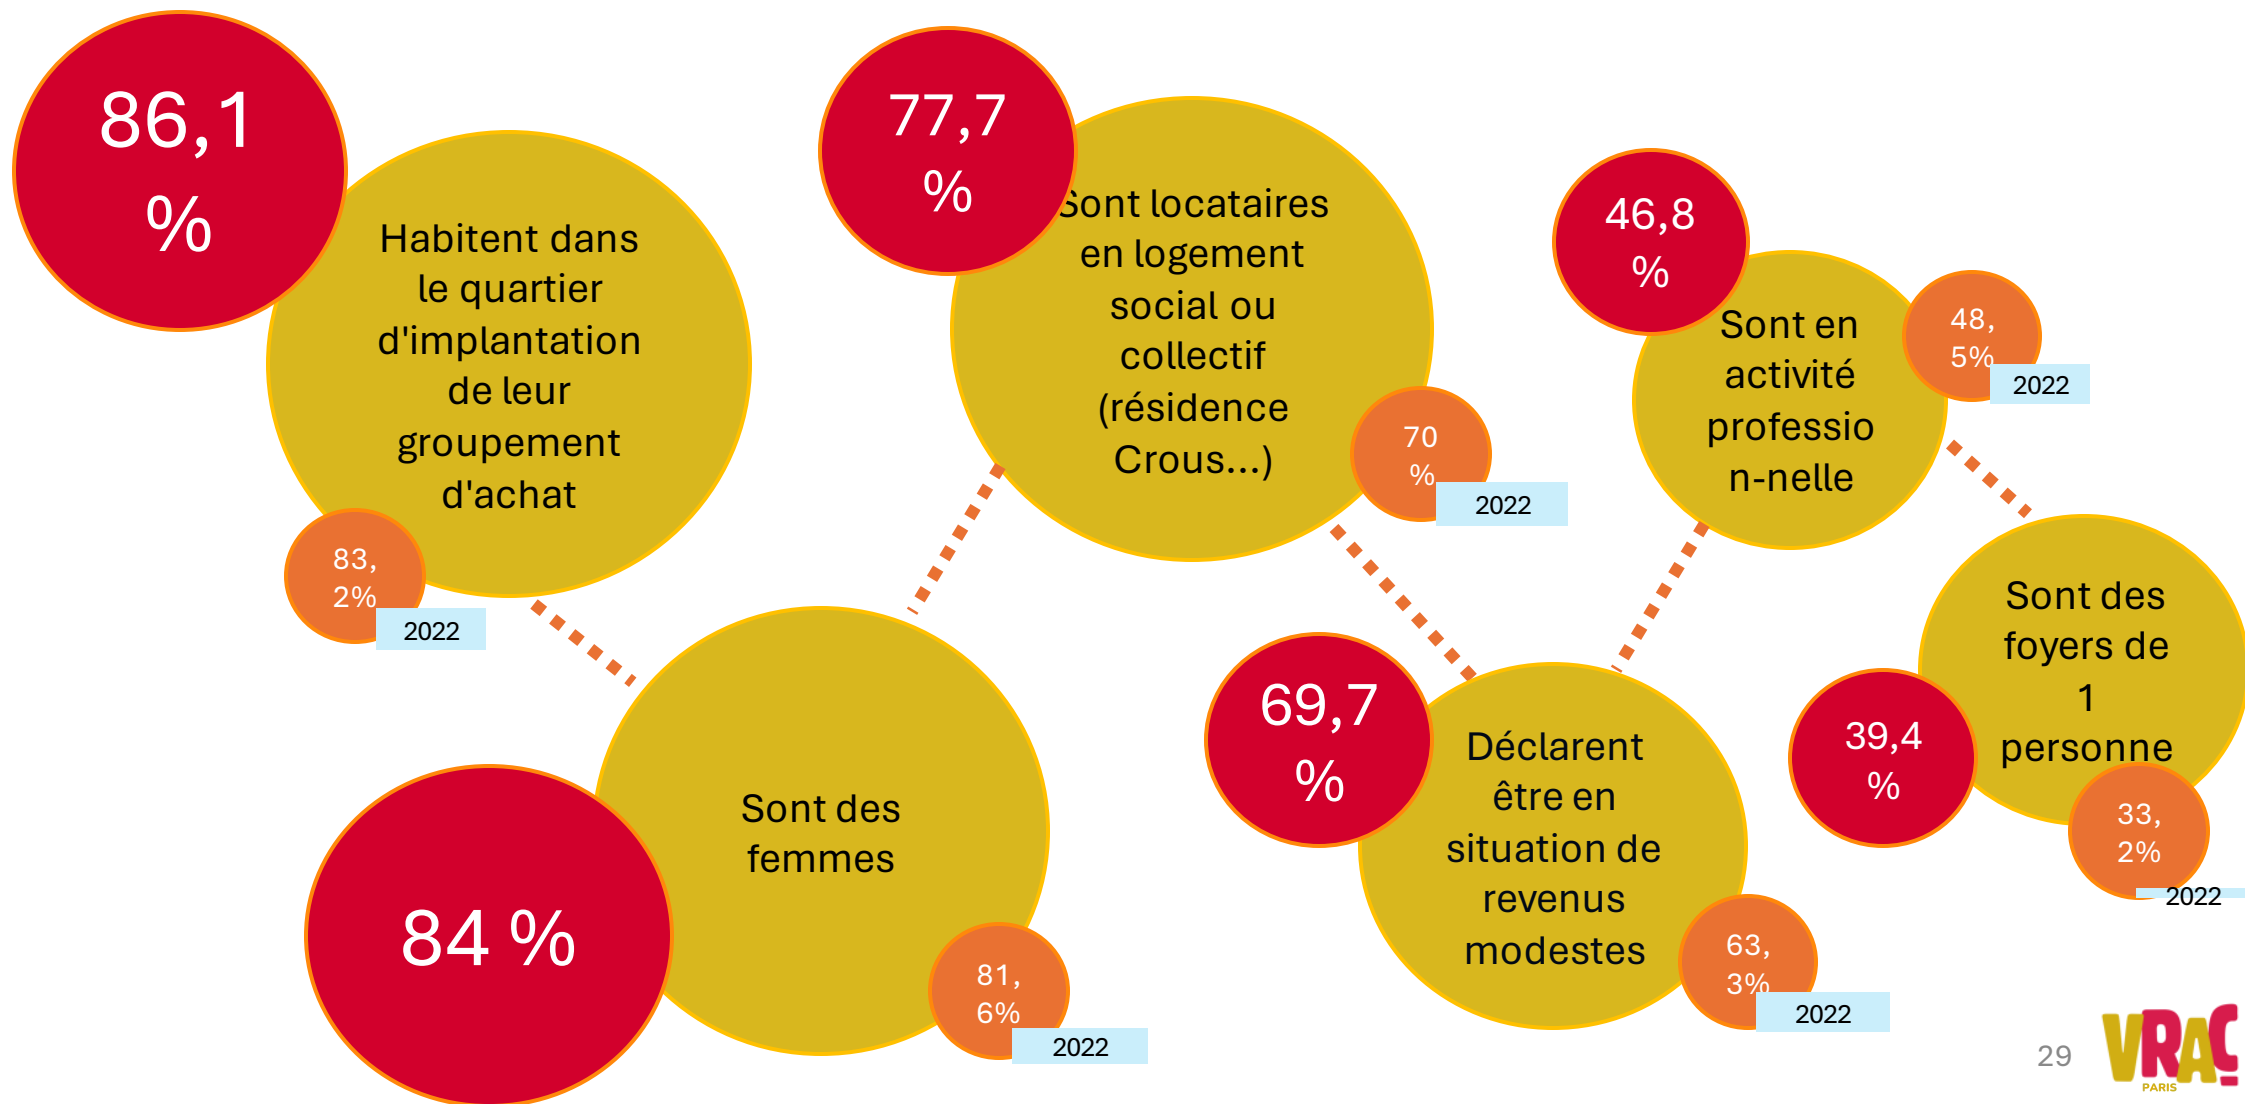 86,1
%
Habitent dans
le quartier
d'implantation
de leur
groupement
d'achat
83,
2%
2022
84 %
Sont des
femmes
81,
6%
2022
77,7
%
Sont locataires
en logement
social ou
collectif
(résidence
Crous...)
70
%
2022
69,7
%
Déclarent
être en
situation de
revenus
modestes
63,
3%
2022
46,8
%
Sont en
activité
professio
n-nelle
48,
5%
2022
39,4
%
Sont des
foyers de
1
personne
33,
2%
2022
29
VRAC
PARIS